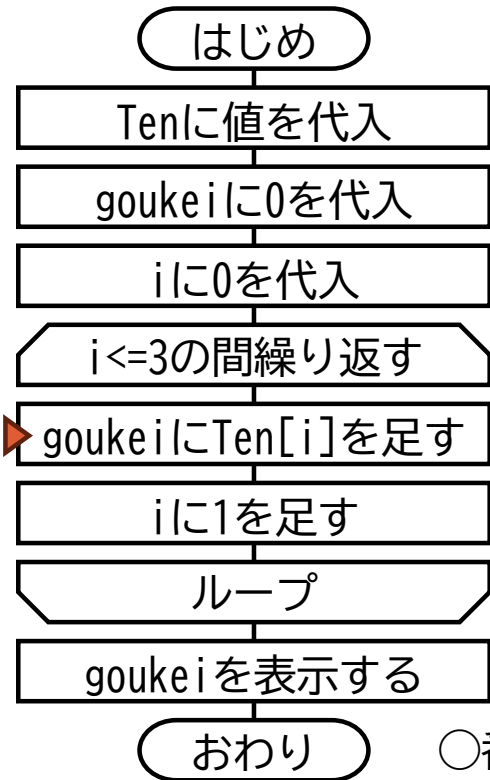 はじめ
Tenに値を代入
goukeiに0を代入
iに0を代入
i<=3の間繰り返す
goukeiにTen[i]を足す
iに1を足す
ループ
goukeiを表示する
おわり